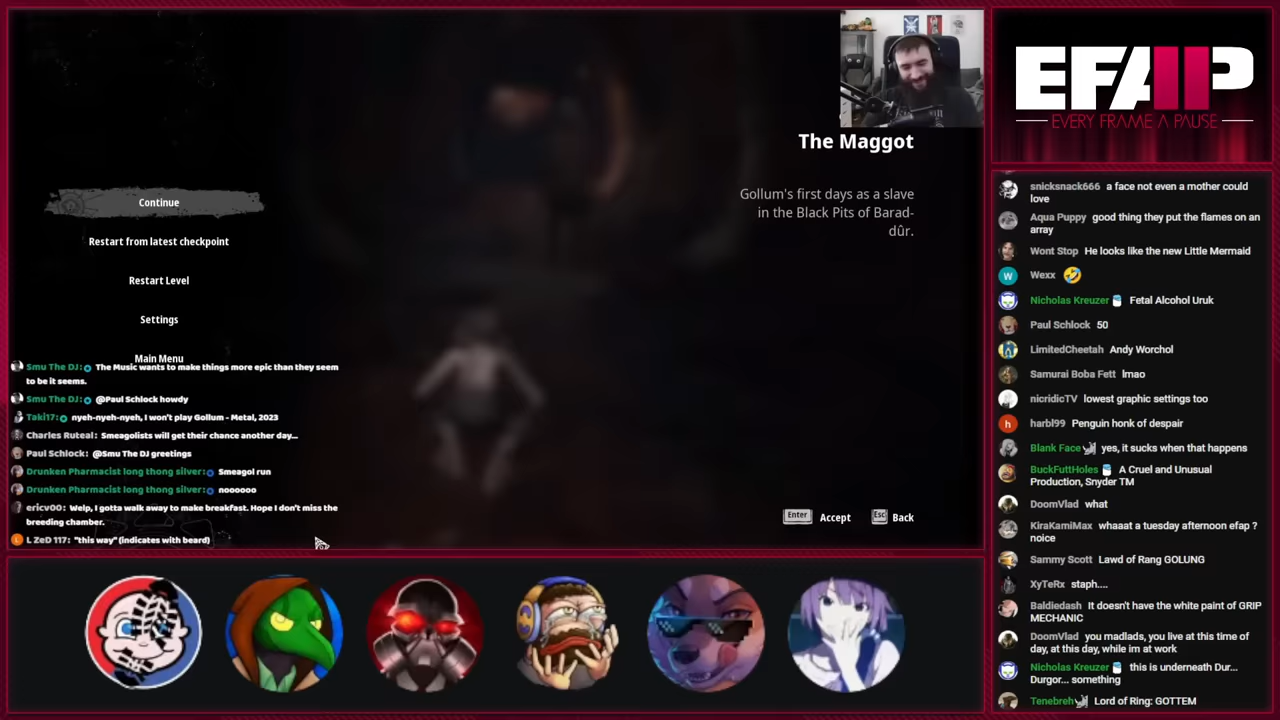 The Maggot
Gollum's first days as a slave
in the Black Pits of Barad-
dûr.
Continue
Restart from latest checkpoint
Restart Level
Settings
Main Menu
Smu The DJ: The Music wants to make things more epic than they seem
to be it seems.
Smu The DJ: @Paul Schlock howdy
Taki17: nyeh-nyeh-nyeh, I won't play Gollum - Metal, 2023
Charles Ruteal: Smeagolists will get their chance another day...
Paul Schlock: @Smu The DJ greetings
Drunken Pharmacist long thong silver: Smeagol run
Drunken Pharmacist long thong silver: noooooo
ericv00: Welp, I gotta walk away to make breakfast. Hope I don't miss the
breeding chamber.
L ZeD 117: "this way" (indicates with beard)
Enter Accept Esc Back
EFAP
EVERY FRAME A PAUSE
snicksnack666 a face not even a mother could
love
Aqua Puppy good thing they put the flames on an
array
Wont Stop He looks like the new Little Mermaid
W Wexx 🤣
Nicholas Kreuzer Fetal Alcohol Uruk
Paul Schlock 50
LimitedCheetah Andy Worchol
Samurai Boba Fett lmao
nicridicTV lowest graphic settings too
h harbl99 Penguin honk of despair
Blank Face yes, it sucks when that happens
BuckFuttHoles A Cruel and Unusual
Production, Snyder TM
DoomVlad what
KiraKamiMax whaaat a tuesday afternoon efap ?
noice
Sammy Scott Lawd of Rang GOLUNG
XyTeRx staph....
Baldiedash It doesn't have the white paint of GRIP
MECHANIC
DoomVlad you madlads, you live at this time of
day, at this day, while im at work
Nicholas Kreuzer this is underneath Dur...
Durgor... something
Tenebreh Lord of Ring: GOTTEM